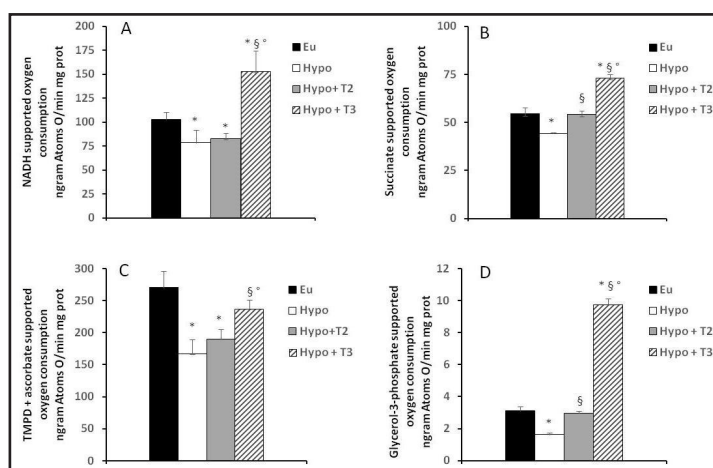 A
NADH supported oxygen
consumption
ngram Atoms O/min mg prot
200
175
150
125
100
75
50
25
0
*
*
* § °
Eu
Hypo
Hypo+ T2
Hypo + T3
B
Succinate supported oxygen
consumption
ngram Atoms O/min mg prot
100
75
50
25
0
*
§
* § °
Eu
Hypo
Hypo + T2
Hypo + T3
C
TMPD + ascorbate supported
oxygen consumption
ngram Atoms O/min mg prot
300
250
200
150
100
50
0
*
*
§ °
Eu
Hypo
Hypo+T2
Hypo + T3
D
Glycerol-3-phosphate supported
oxygen consumption
ngram Atoms O/min mg prot
12
10
8
6
4
2
0
*
§
* § °
Eu
Hypo
Hypo + T2
Hypo + T3